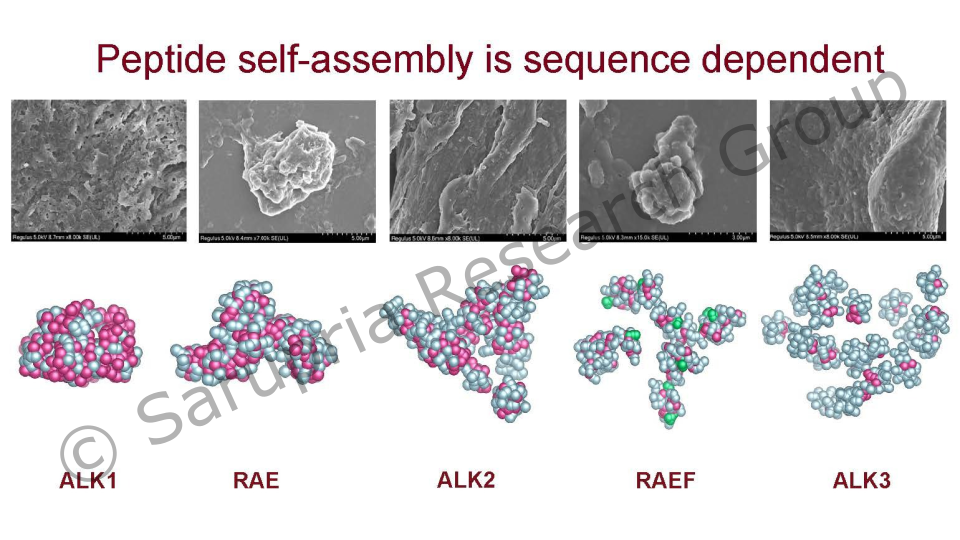 Peptide self-assembly is sequence dependent
Regulus 5.0kV 8.7mm x8.00k SE(UL) 5.00µm
Regulus 5.0kV 8.4mm x7.60k SE(UL) 5.00µm
Regulus 5.0kV 8.6mm x8.00k SE(UL) 5.00µm
Regulus 5.0kV 8.3mm x15.0k SE(UL) 3.00µm
Regulus 5.0kV 8.5mm x8.00k SE(UL) 5.00µm
© Sarupria Research Group
ALK1 RAE ALK2 RAEF ALK3